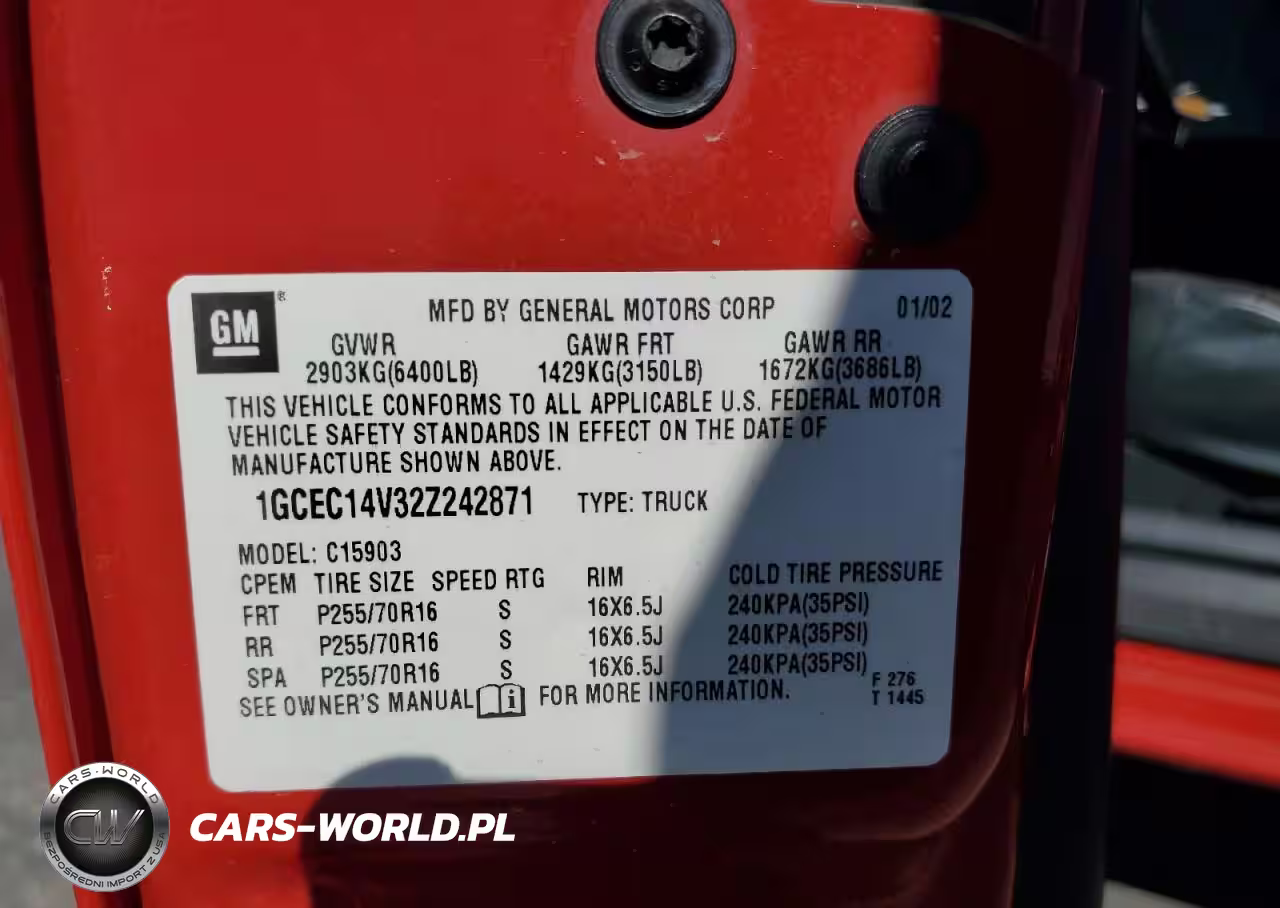 GM ®
MFD BY GENERAL MOTORS CORP 01/02
GVWR GAWR FRT GAWR RR
2903KG(6400LB) 1429KG(3150LB) 1672KG(3686LB)
THIS VEHICLE CONFORMS TO ALL APPLICABLE U.S. FEDERAL MOTOR
VEHICLE SAFETY STANDARDS IN EFFECT ON THE DATE OF
MANUFACTURE SHOWN ABOVE.
1GCEC14V32Z242871 TYPE: TRUCK
MODEL: C15903
CPEM TIRE SIZE SPEED RTG RIM COLD TIRE PRESSURE
FRT P255/70R16 S 16X6.5J 240KPA(35PSI)
RR P255/70R16 S 16X6.5J 240KPA(35PSI)
SPA P255/70R16 S 16X6.5J 240KPA(35PSI)
SEE OWNER'S MANUAL FOR MORE INFORMATION.
F 276
T 1445
CARS-WORLD
CW
BEZPOŚREDNI IMPORT Z USA
CARS-WORLD.PL